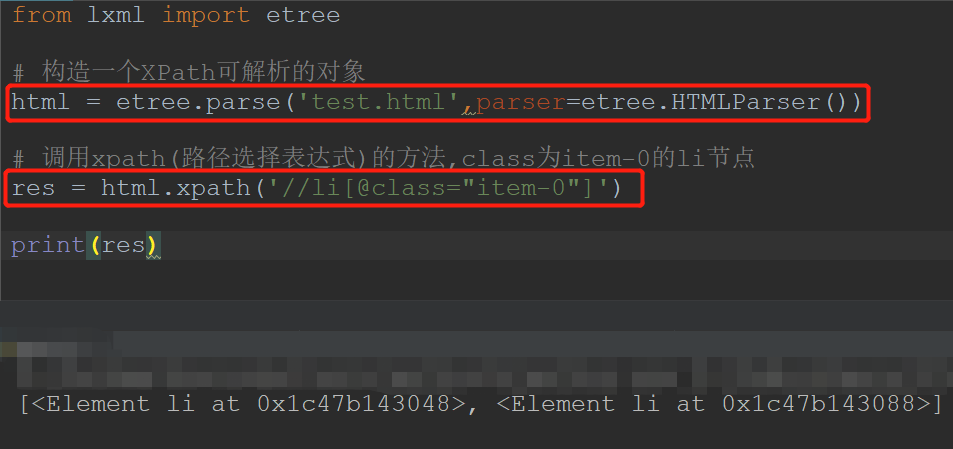 from lxml import etree
# 构造一个XPath可解析的对象
html = etree.parse('test.html',parser=etree.HTMLParser())
# 调用xpath(路径选择表达式)的方法,class为item-0的li节点
res = html.xpath('//li[@class="item-0"]')
print(res)
[<Element li at 0x1c47b143048>, <Element li at 0x1c47b143088>]